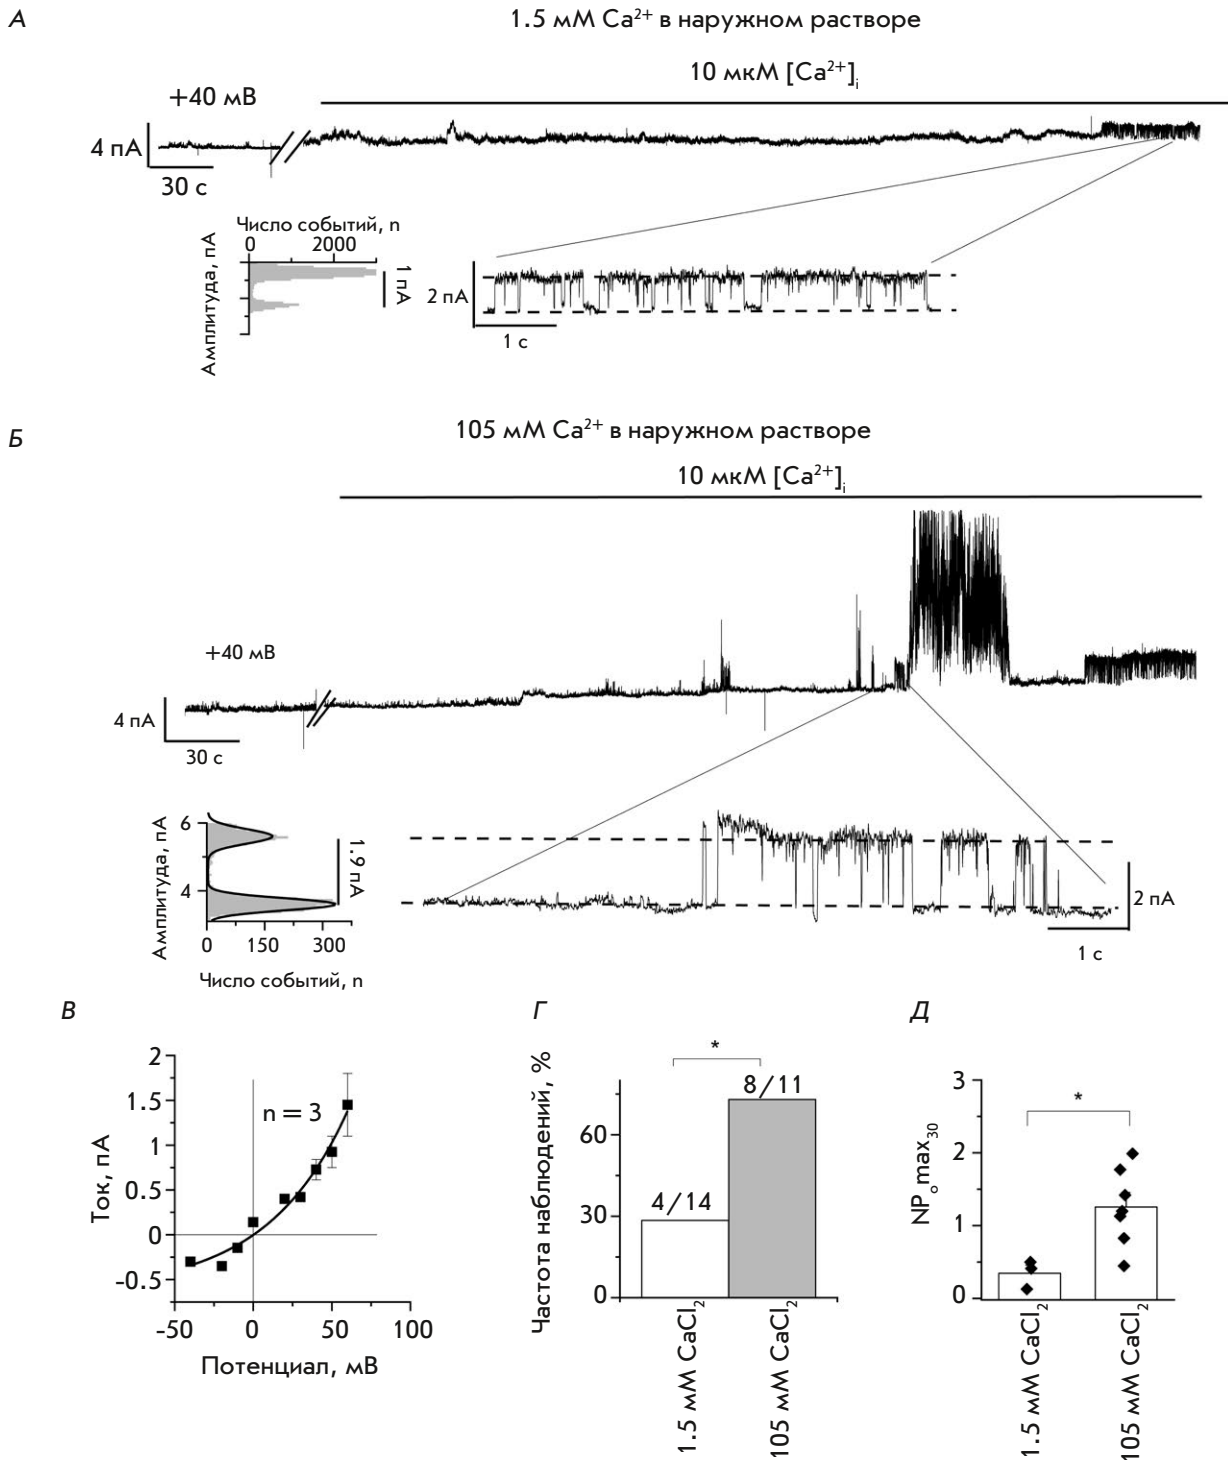 А
1.5 мМ Ca²⁺ в наружном растворе
10 мкМ [Ca²⁺]ᵢ
+40 мВ
4 пА
30 с
Число событий, n
0 2000
Амплитуда, пА
1 пА
2 пА
1 с
Б
105 мМ Ca²⁺ в наружном растворе
10 мкМ [Ca²⁺]ᵢ
+40 мВ
4 пА
30 с
Амплитуда, пА
6
4
1.9 пА
0 150 300
Число событий, n
2 пА
1 с
В
Ток, пА
2
1.5
1
0.5
0
-0.5
n = 3
-50 0 50 100
Потенциал, мВ
Г
Частота наблюдений, %
60
30
0
*
4/14
8/11
1.5 мМ CaCl₂
105 мМ CaCl₂
Д
NPₒmax₃₀
3
2
1
0
*
1.5 мМ CaCl₂
105 мМ CaCl₂